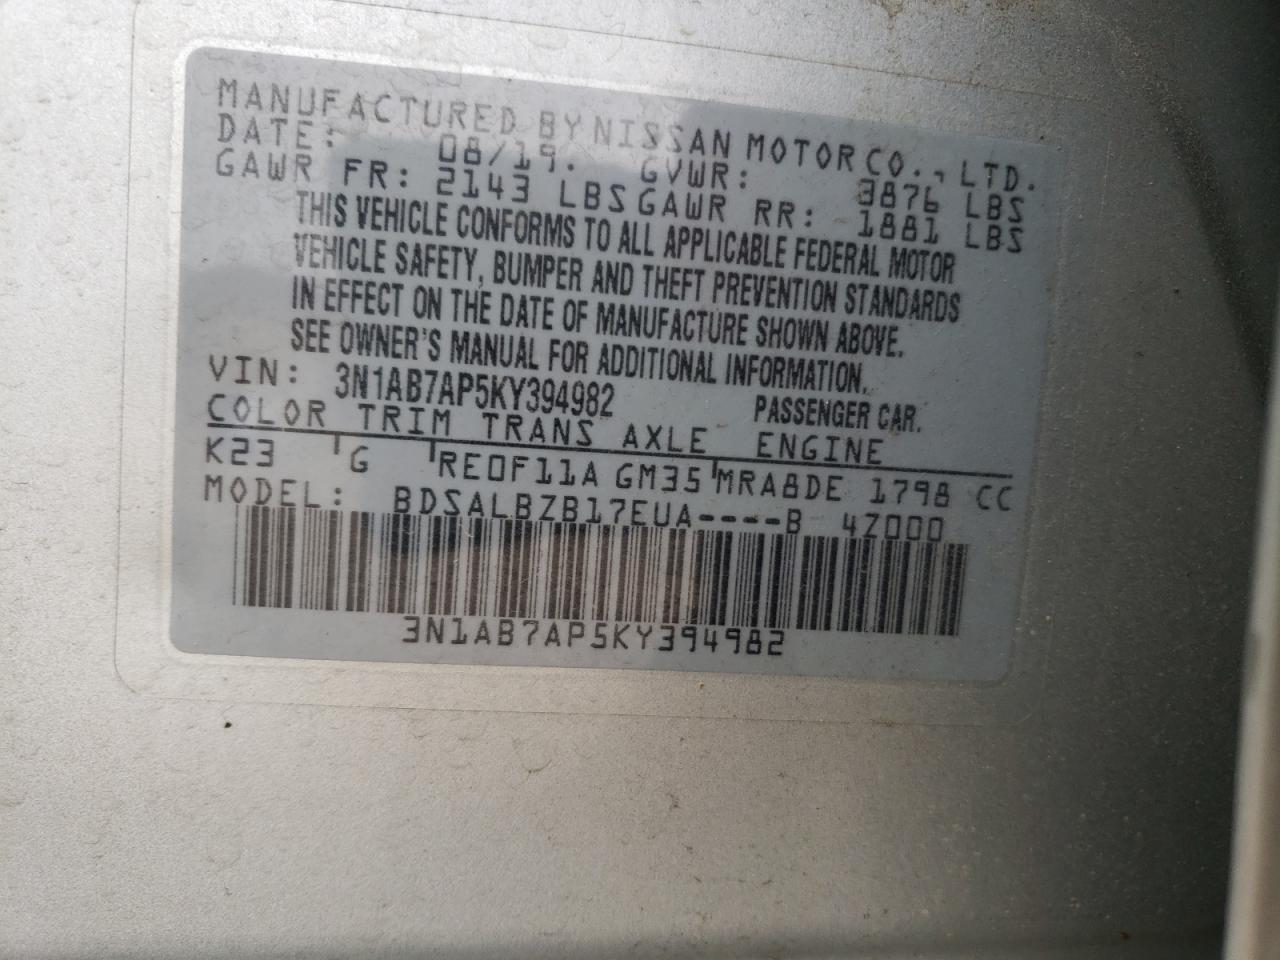 MANUFACTURED BY NISSAN MOTOR CO., LTD.
DATE: 08/19. GVWR: 3876 LBS
GAWR FR: 2143 LBS GAWR RR: 1881 LBS
THIS VEHICLE CONFORMS TO ALL APPLICABLE FEDERAL MOTOR
VEHICLE SAFETY, BUMPER AND THEFT PREVENTION STANDARDS
IN EFFECT ON THE DATE OF MANUFACTURE SHOWN ABOVE.
SEE OWNER'S MANUAL FOR ADDITIONAL INFORMATION.
VIN: 3N1AB7AP5KY394982 PASSENGER CAR.
COLOR TRIM TRANS AXLE ENGINE
K23 G RE0F11A GM35 MRA8DE 1798 CC
MODEL: BDSALBZB17EUA----B 4Z000
3N1AB7AP5KY394982